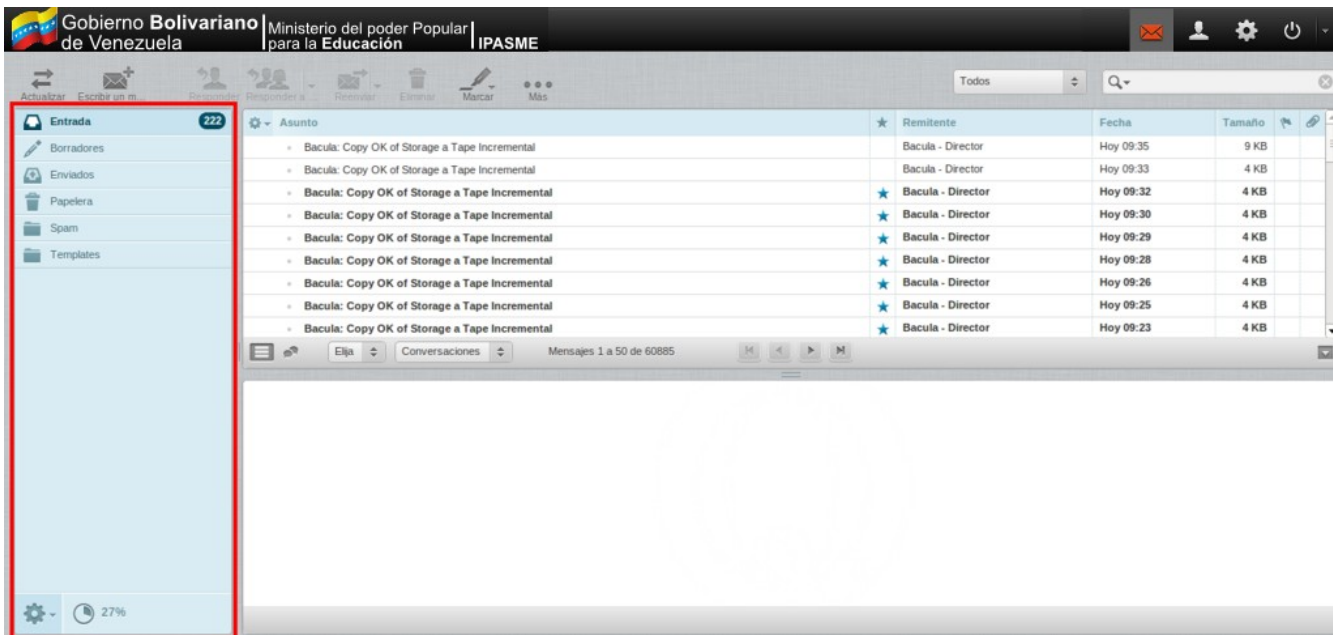 Gobierno Bolivariano
de Venezuela
Ministerio del poder Popular
para la Educación
IPASME
Actualizar
Escribir un m...
Responder
Responder a ...
Reenviar
Eliminar
Marcar
Más
Todos
Entrada 222
Borradores
Enviados
Papelera
Spam
Templates
Asunto Remitente Fecha Tamaño
Bacula: Copy OK of Storage a Tape Incremental Bacula - Director Hoy 09:35 9 KB
Bacula: Copy OK of Storage a Tape Incremental Bacula - Director Hoy 09:33 4 KB
Bacula: Copy OK of Storage a Tape Incremental Bacula - Director Hoy 09:32 4 KB
Bacula: Copy OK of Storage a Tape Incremental Bacula - Director Hoy 09:30 4 KB
Bacula: Copy OK of Storage a Tape Incremental Bacula - Director Hoy 09:29 4 KB
Bacula: Copy OK of Storage a Tape Incremental Bacula - Director Hoy 09:28 4 KB
Bacula: Copy OK of Storage a Tape Incremental Bacula - Director Hoy 09:26 4 KB
Bacula: Copy OK of Storage a Tape Incremental Bacula - Director Hoy 09:25 4 KB
Bacula: Copy OK of Storage a Tape Incremental Bacula - Director Hoy 09:23 4 KB
Elija Conversaciones Mensajes 1 a 50 de 60885
27%